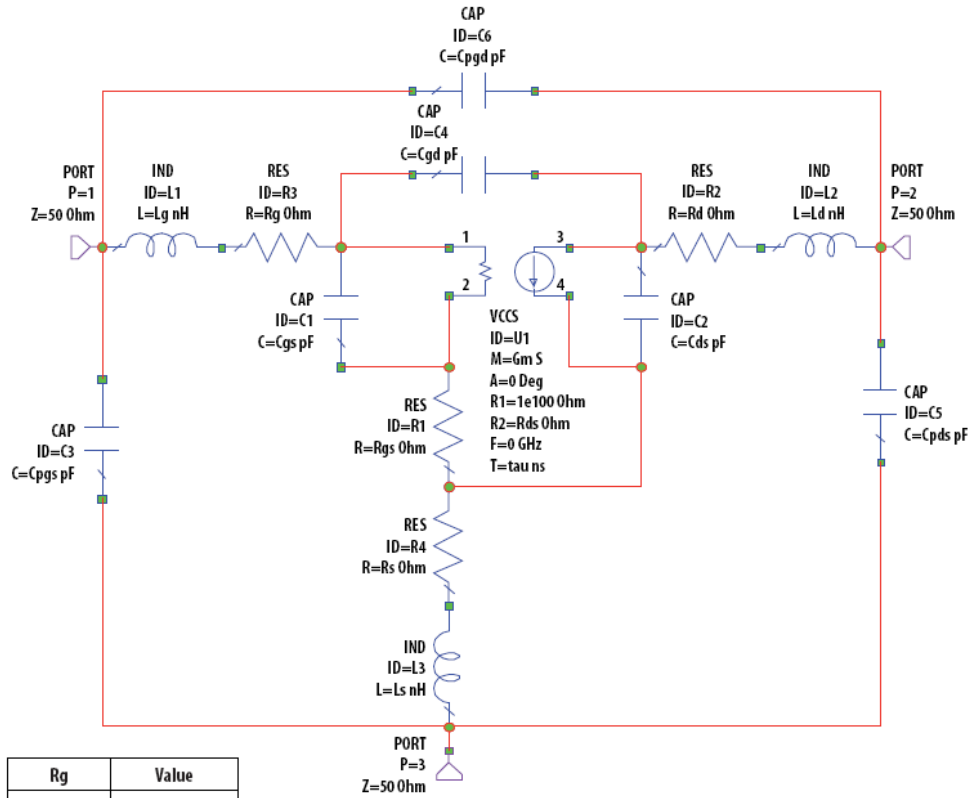 CAP
ID=C6
C=Cpgd pF
CAP
ID=C4
C=Cgd pF
PORT
P=1
Z=50 Ohm
IND
ID=L1
L=Lg nH
RES
ID=R3
R=Rg Ohm
RES
ID=R2
R=Rd Ohm
IND
ID=L2
L=Ld nH
PORT
P=2
Z=50 Ohm
1
2
3
4
CAP
ID=C1
C=Cgs pF
VCCS
ID=U1
M=Gm S
A=0 Deg
R1=1e100 Ohm
R2=Rds Ohm
F=0 GHz
T=tau ns
CAP
ID=C2
C=Cds pF
CAP
ID=C3
C=Cpgs pF
RES
ID=R1
R=Rgs Ohm
CAP
ID=C5
C=Cpds pF
RES
ID=R4
R=Rs Ohm
IND
ID=L3
L=Ls nH
PORT
P=3
Z=50 Ohm
Rg Value